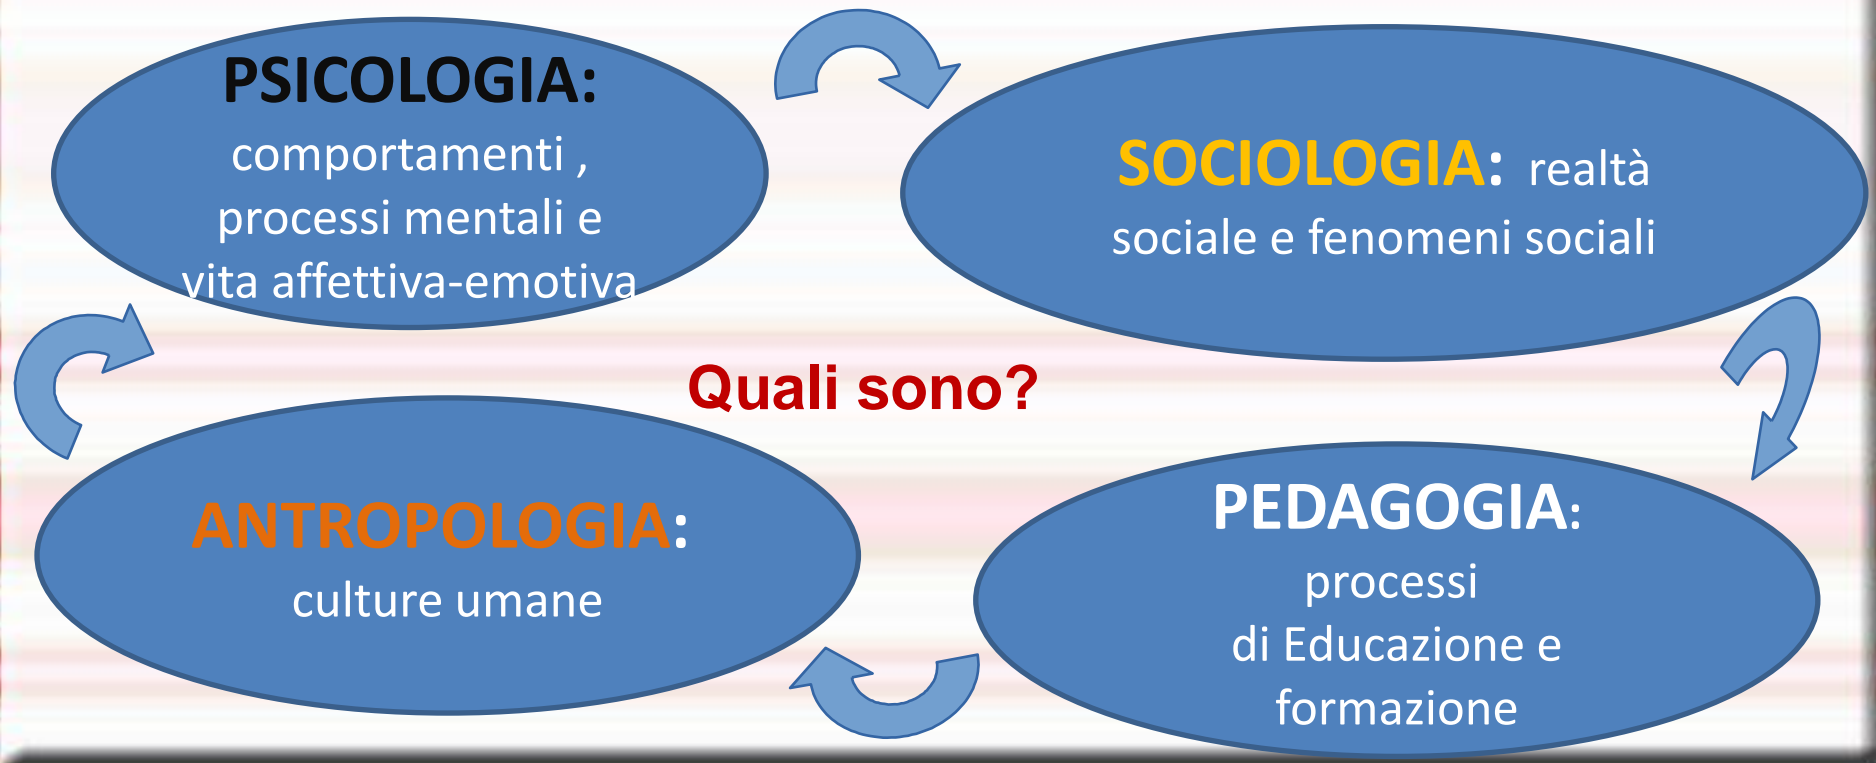 PSICOLOGIA:
comportamenti ,
processi mentali e
vita affettiva-emotiva
SOCIOLOGIA: realtà
sociale e fenomeni sociali
Quali sono?
ANTROPOLOGIA:
culture umane
PEDAGOGIA:
processi
di Educazione e
formazione